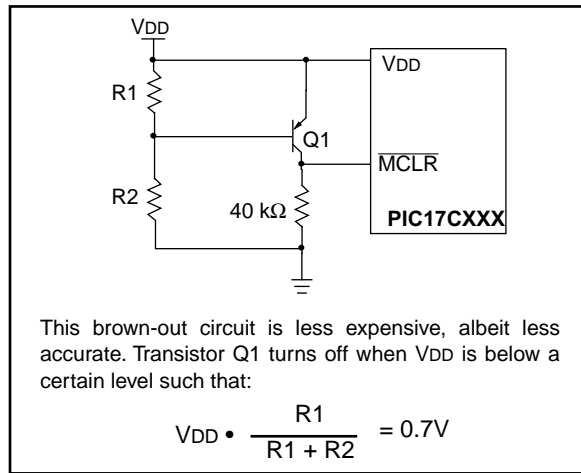 VDD
VDD
R1
Q1
MCLR
R2
40 kΩ
PIC17CXXX
This brown-out circuit is less expensive, albeit less
accurate. Transistor Q1 turns off when VDD is below a
certain level such that:
VDD • R1 / R1 + R2 = 0.7V